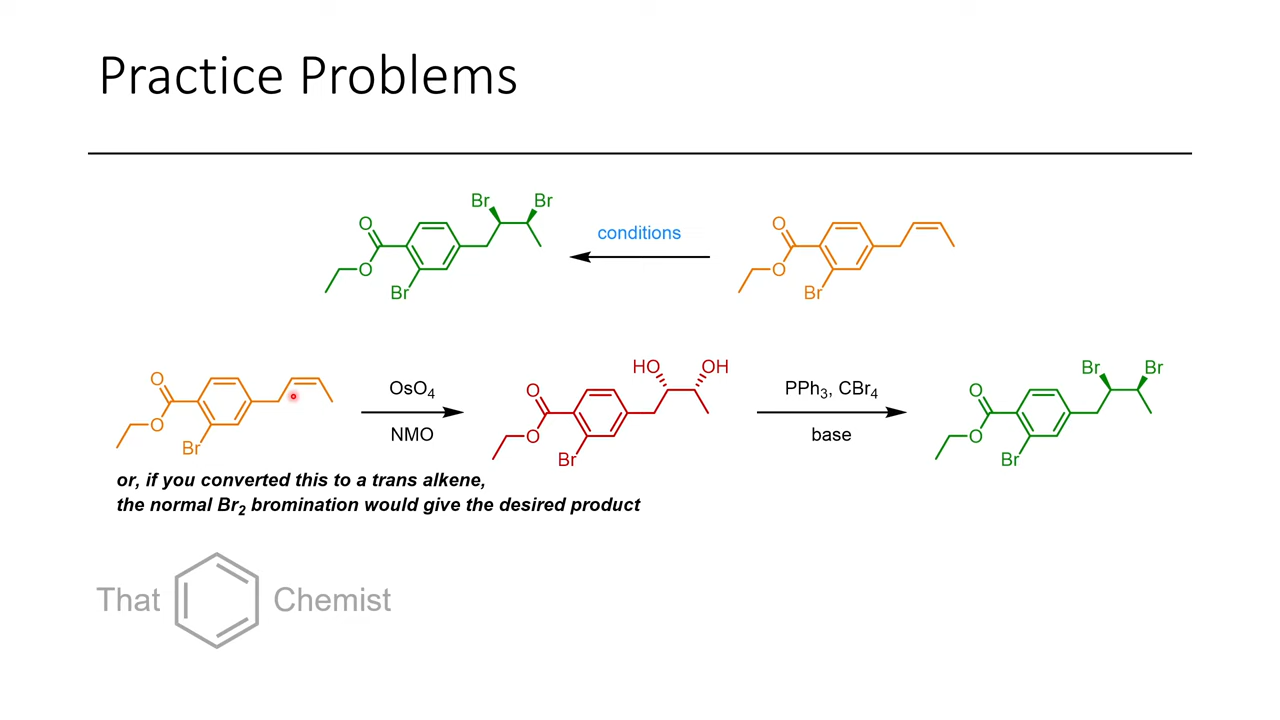 Practice Problems
Br Br
O
O
Br
conditions
O
O
Br
O
O
Br
OsO4
NMO
HO OH
O
O
Br
PPh3, CBr4
base
Br Br
O
O
Br
or, if you converted this to a trans alkene,
the normal Br2 bromination would give the desired product
That Chemist